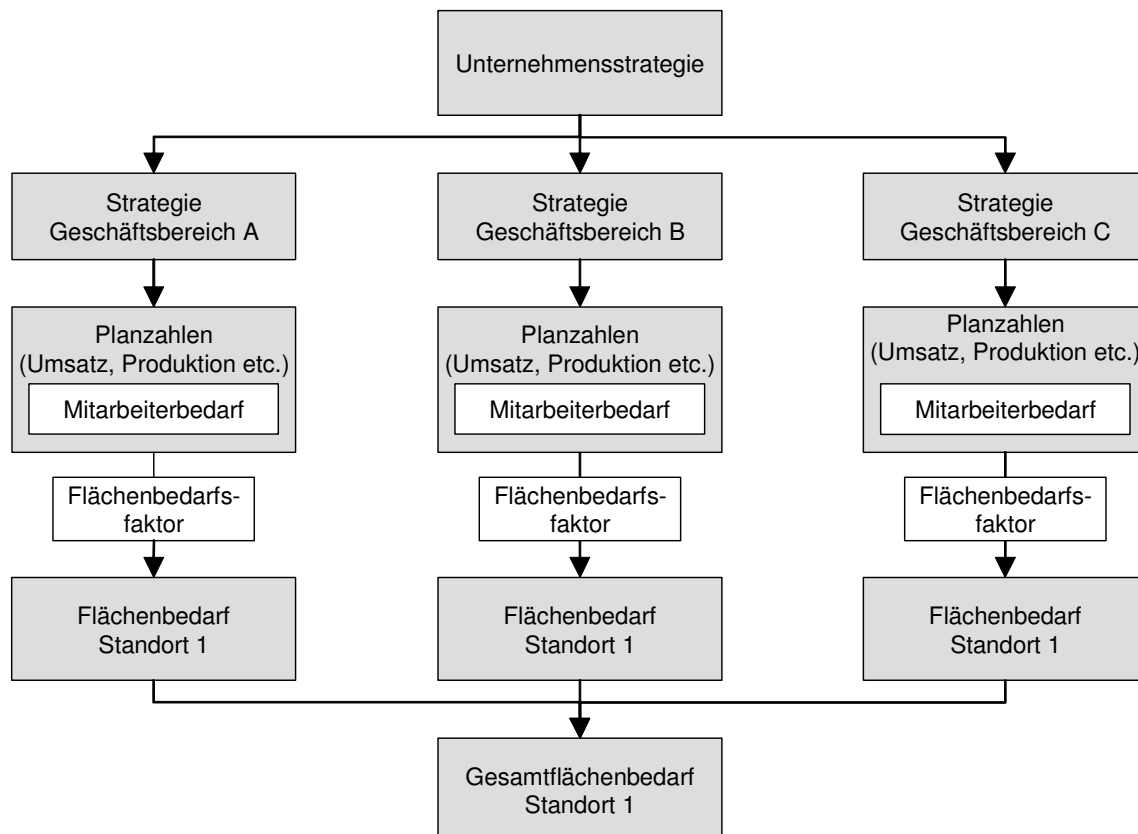 Unternehmensstrategie
Strategie
Geschäftsbereich A
Strategie
Geschäftsbereich B
Strategie
Geschäftsbereich C
Planzahlen
(Umsatz, Produktion etc.)
Mitarbeiterbedarf
Planzahlen
(Umsatz, Produktion etc.)
Mitarbeiterbedarf
Planzahlen
(Umsatz, Produktion etc.)
Mitarbeiterbedarf
Flächenbedarfs-
faktor
Flächenbedarfs-
faktor
Flächenbedarfs-
faktor
Flächenbedarf
Standort 1
Flächenbedarf
Standort 1
Flächenbedarf
Standort 1
Gesamtflächenbedarf
Standort 1